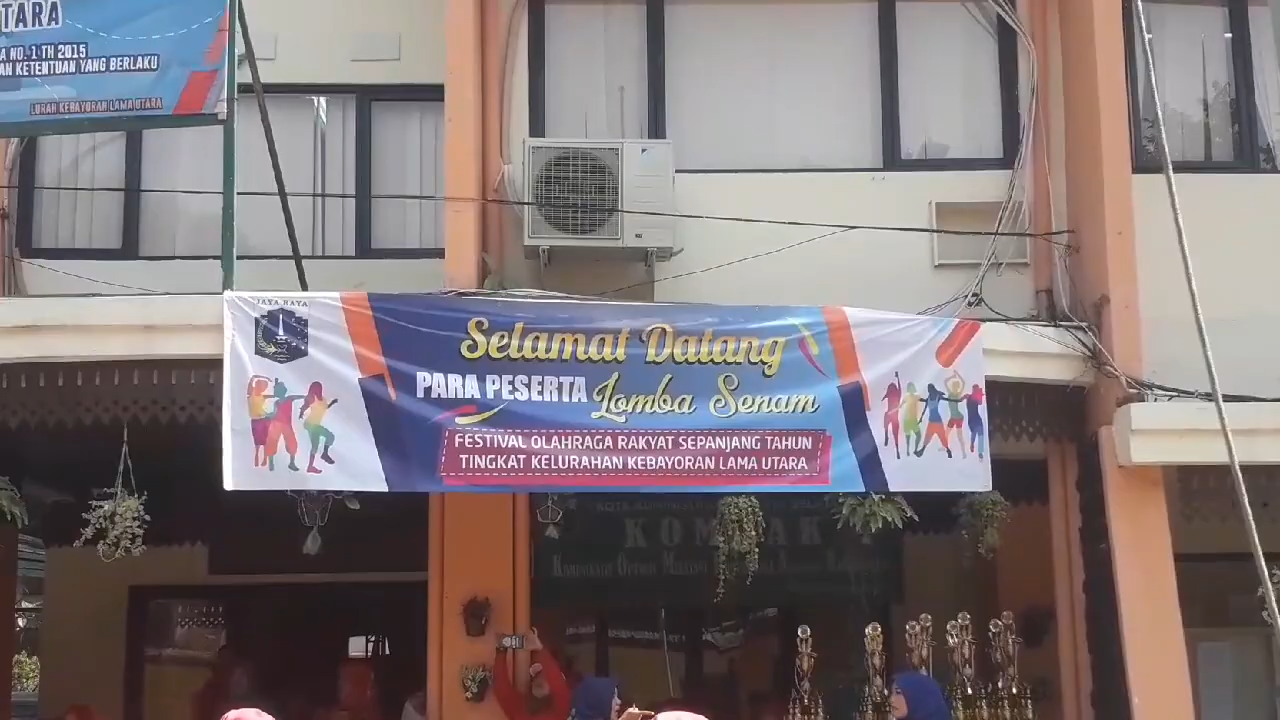 TARA
A NO. 1 TH 2015
AN KETENTUAN YANG BERLAKU
LURAH KEBAYORAN LAMA UTARA
JAYA RAYA
Selamat Datang
PARA PESERTA Lomba Senam
FESTIVAL OLAHRAGA RAKYAT SEPANJANG TAHUN
TINGKAT KELURAHAN KEBAYORAN LAMA UTARA